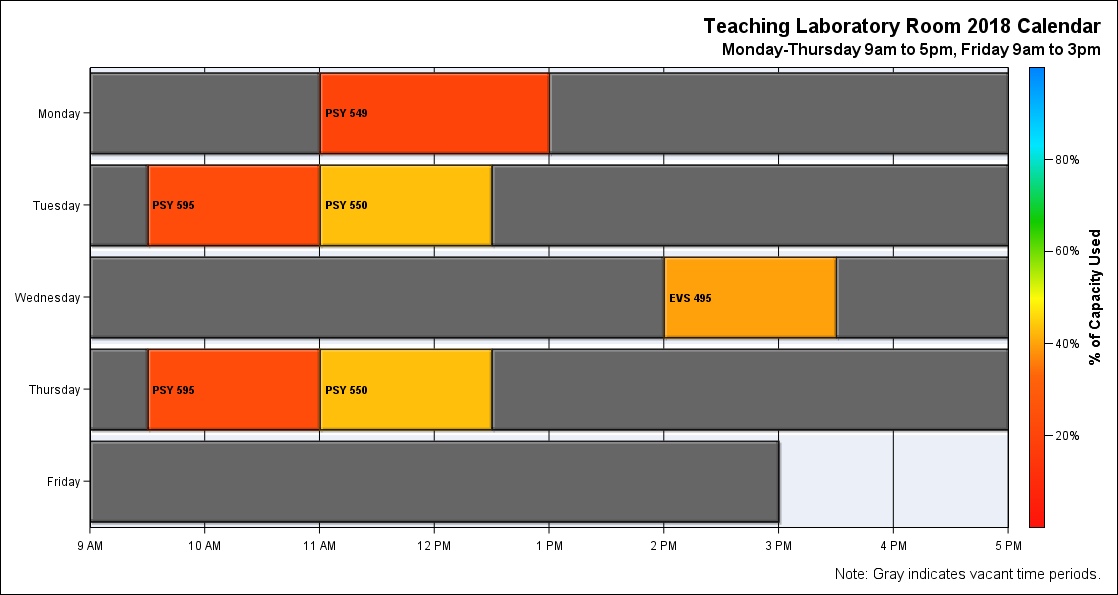 Teaching Laboratory Room 2018 Calendar
Monday-Thursday 9am to 5pm, Friday 9am to 3pm
Monday
PSY 549
Tuesday
PSY 595
PSY 550
Wednesday
EVS 495
Thursday
PSY 595
PSY 550
Friday
9 AM
10 AM
11 AM
12 PM
1 PM
2 PM
3 PM
4 PM
5 PM
80%
60%
40%
20%
% of Capacity Used
Note: Gray indicates vacant time periods.